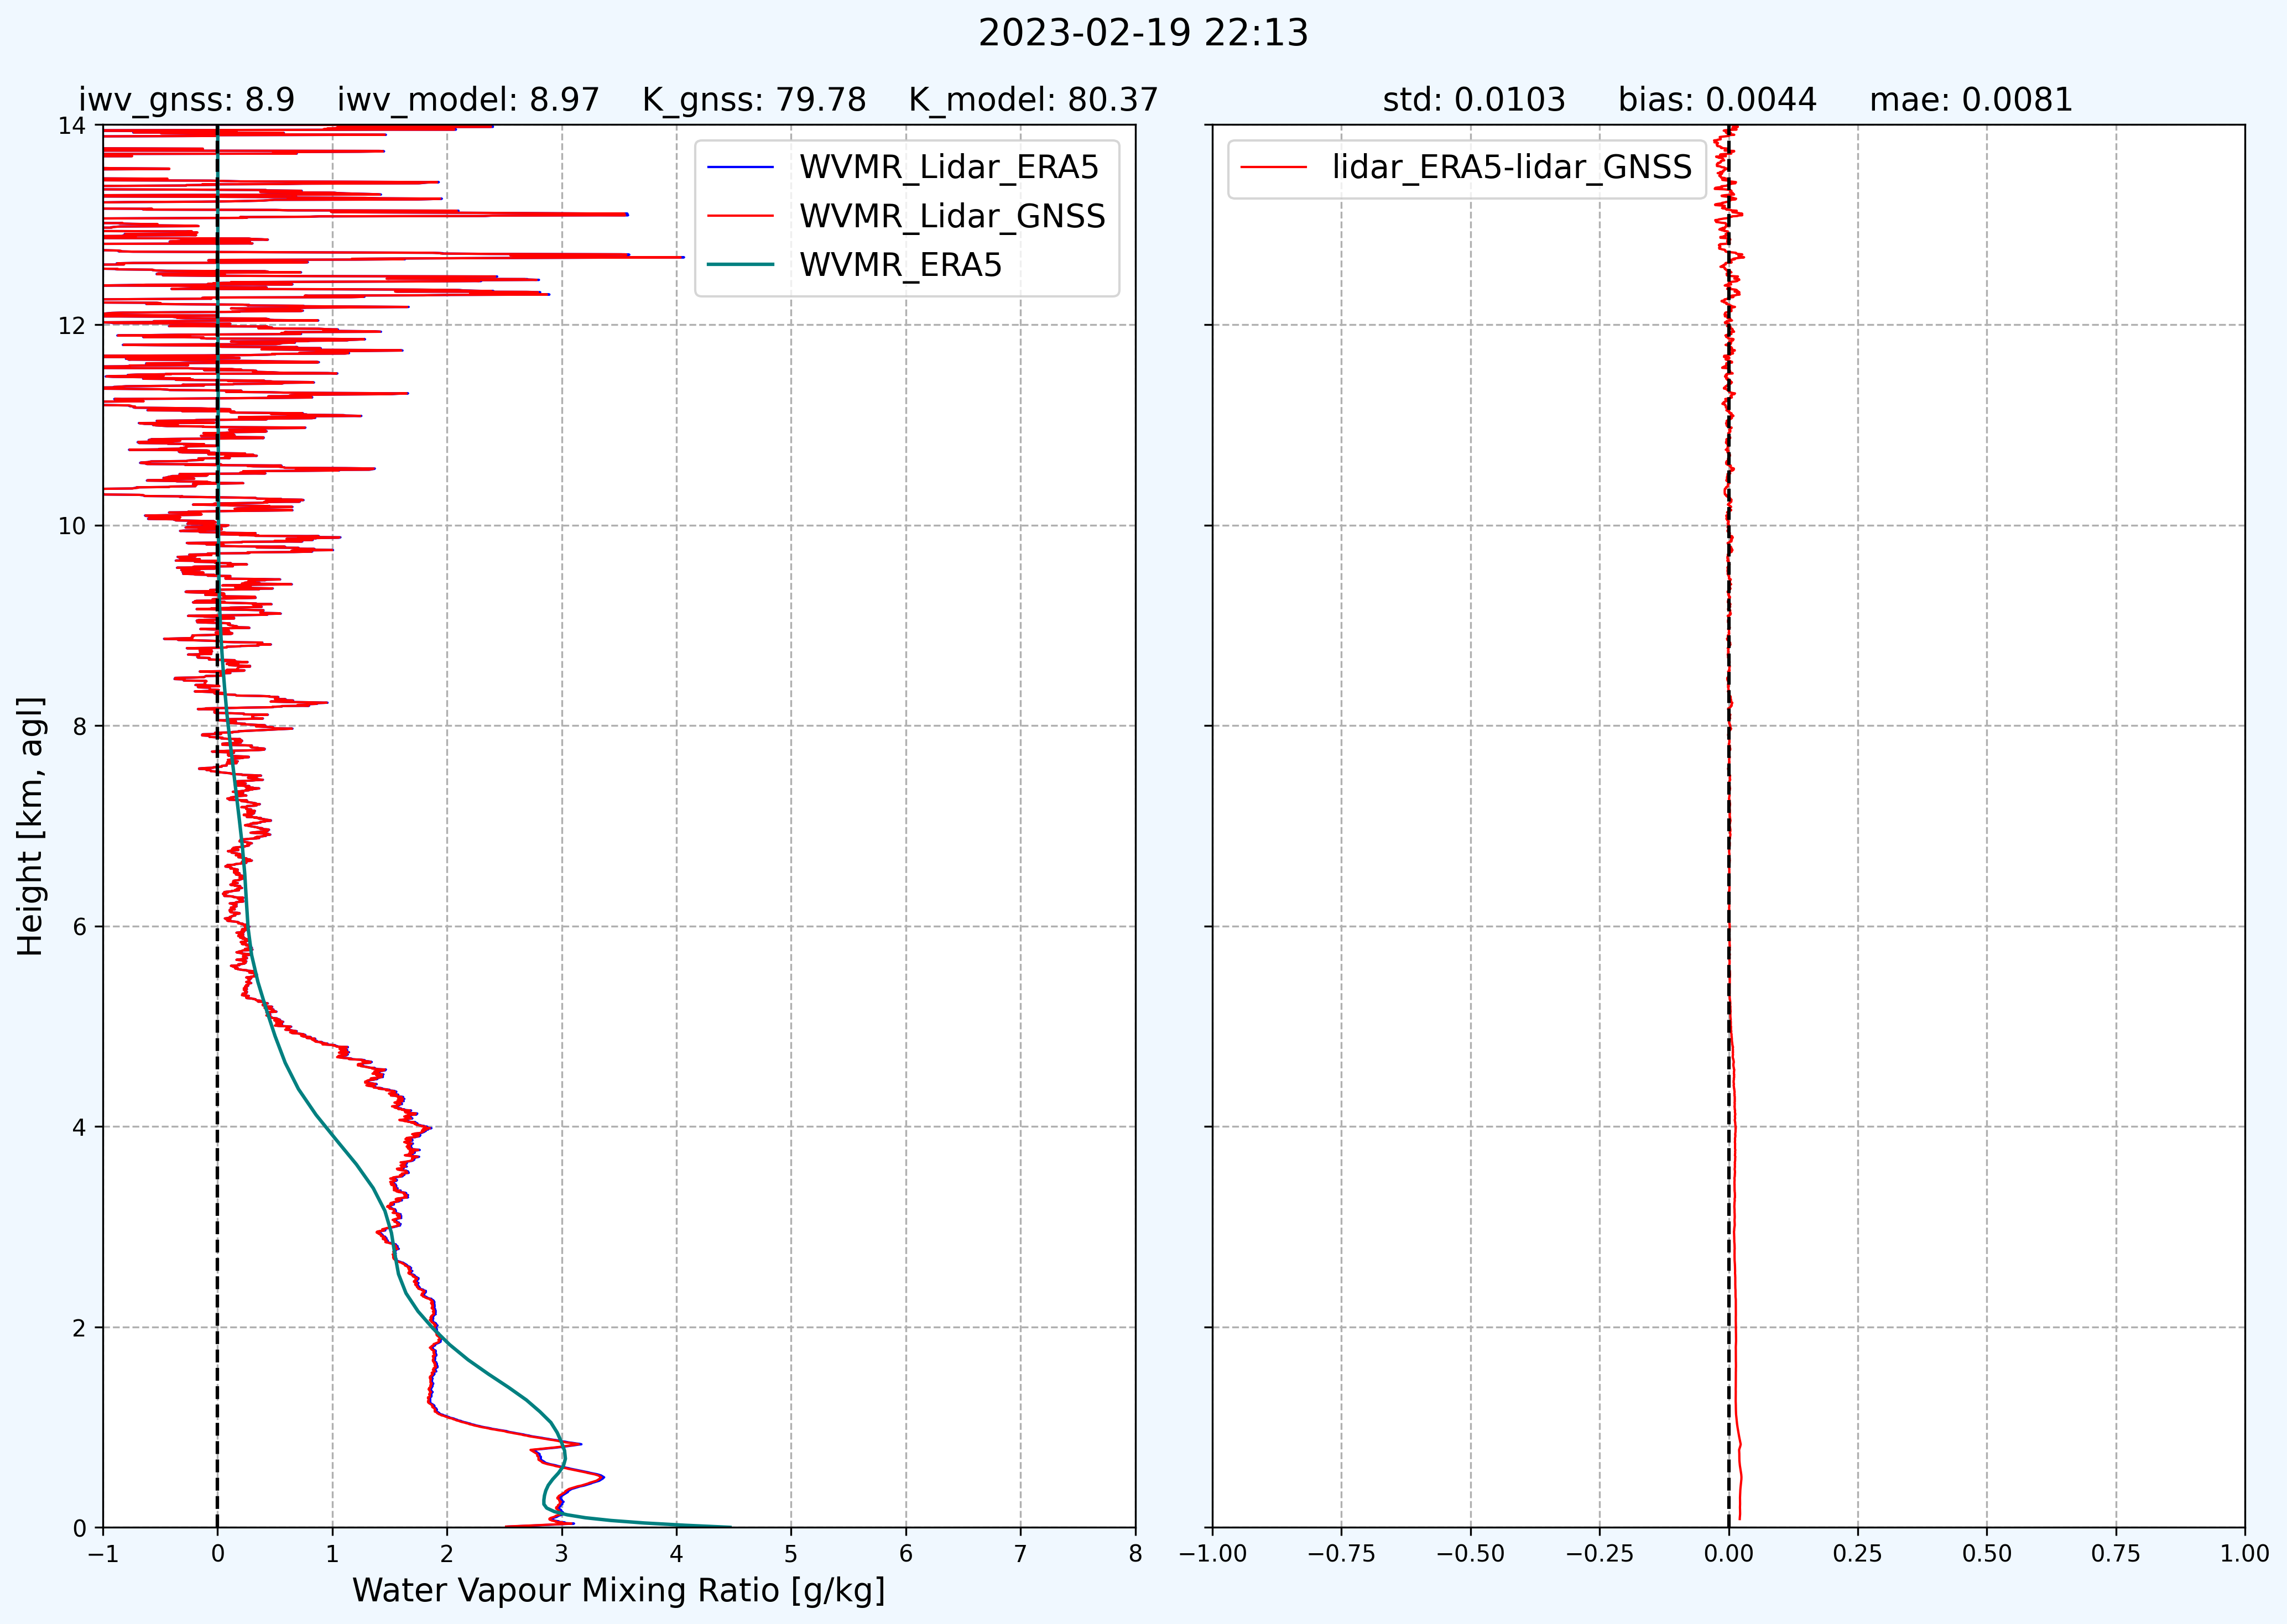 2023-02-19 22:13
iwv_gnss: 8.9 iwv_model: 8.97 K_gnss: 79.78 K_model: 80.37
std: 0.0103 bias: 0.0044 mae: 0.0081
WVMR_Lidar_ERA5
WVMR_Lidar_GNSS
WVMR_ERA5
lidar_ERA5-lidar_GNSS
Height [km, agl]
14
12
10
8
6
4
2
0
−1 0 1 2 3 4 5 6 7 8
Water Vapour Mixing Ratio [g/kg]
−1.00 −0.75 −0.50 −0.25 0.00 0.25 0.50 0.75 1.00